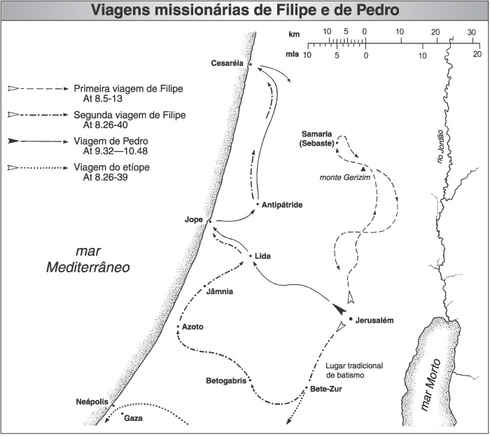 Viagens missionárias de Filipe e de Pedro
km
10 5 0 10 20 30
mls
10 5 0 10 20
Cesaréia
Primeira viagem de Filipe
At 8.5-13
Segunda viagem de Filipe
At 8.26-40
Viagem de Pedro
At 9.32—10.48
Viagem do etíope
At 8.26-39
Samaria
(Sebaste)
monte Gerizim
rio Jordão
Antipátride
Jope
mar
Mediterrâneo
Lida
Jâmnia
Azoto
Jerusalém
Lugar tradicional
de batismo
Betogabris
Bete-Zur
mar Morto
Neápolis
Gaza